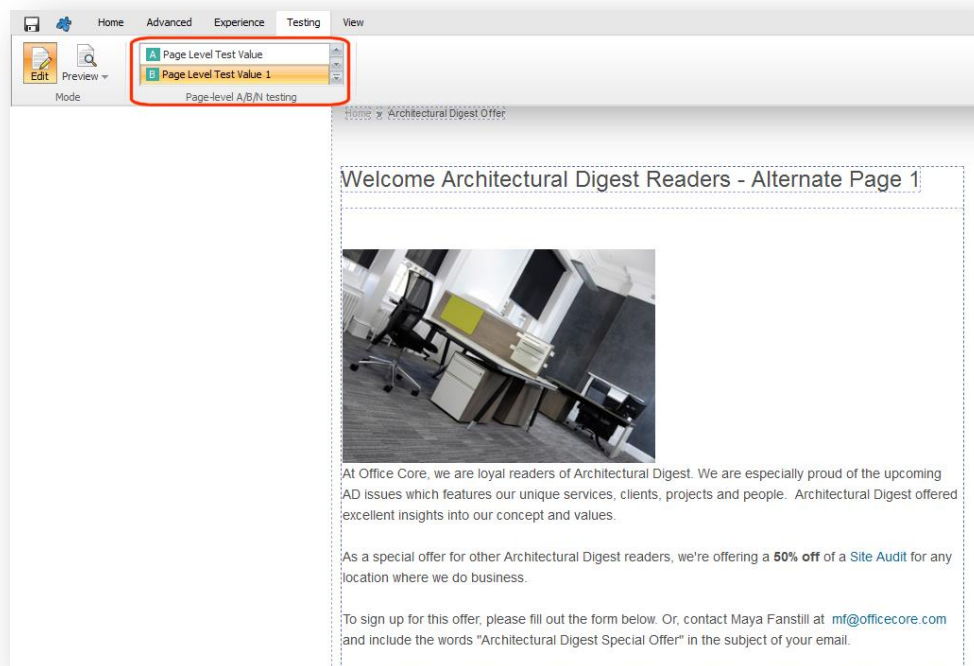 Home Advanced Experience Testing View
A Page Level Test Value
B Page Level Test Value 1
Edit Preview
Mode Page-level A/B/N testing
Home » Architectural Digest Offer
Welcome Architectural Digest Readers - Alternate Page 1
At Office Core, we are loyal readers of Architectural Digest. We are especially proud of the upcoming
AD issues which features our unique services, clients, projects and people. Architectural Digest offered
excellent insights into our concept and values.
As a special offer for other Architectural Digest readers, we're offering a 50% off of a Site Audit for any
location where we do business.
To sign up for this offer, please fill out the form below. Or, contact Maya Fanstill at mf@officecore.com
and include the words "Architectural Digest Special Offer" in the subject of your email.